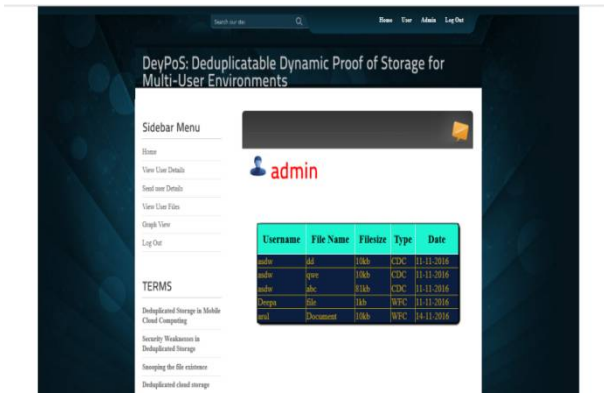 Search our site
Home User Admin Log Out
DeyPoS: Deduplicatable Dynamic Proof of Storage for
Multi-User Environments
Sidebar Menu
Home
View User Details
Send user Details
View User Files
Graph View
Log Out
TERMS
Deduplicated Storage in Mobile
Cloud Computing
Security Weaknesses in
Deduplicated Storage
Snooping the file existence
Deduplicated cloud storage
admin
Username File Name Filesize Type Date
mdw dd 10kb CDC 11-11-2016
mdw qwe 10kb CDC 11-11-2016
mdw abc 81kb CDC 11-11-2016
Deepa file 1kb WFC 11-11-2016
arul Document 10kb WFC 14-11-2016